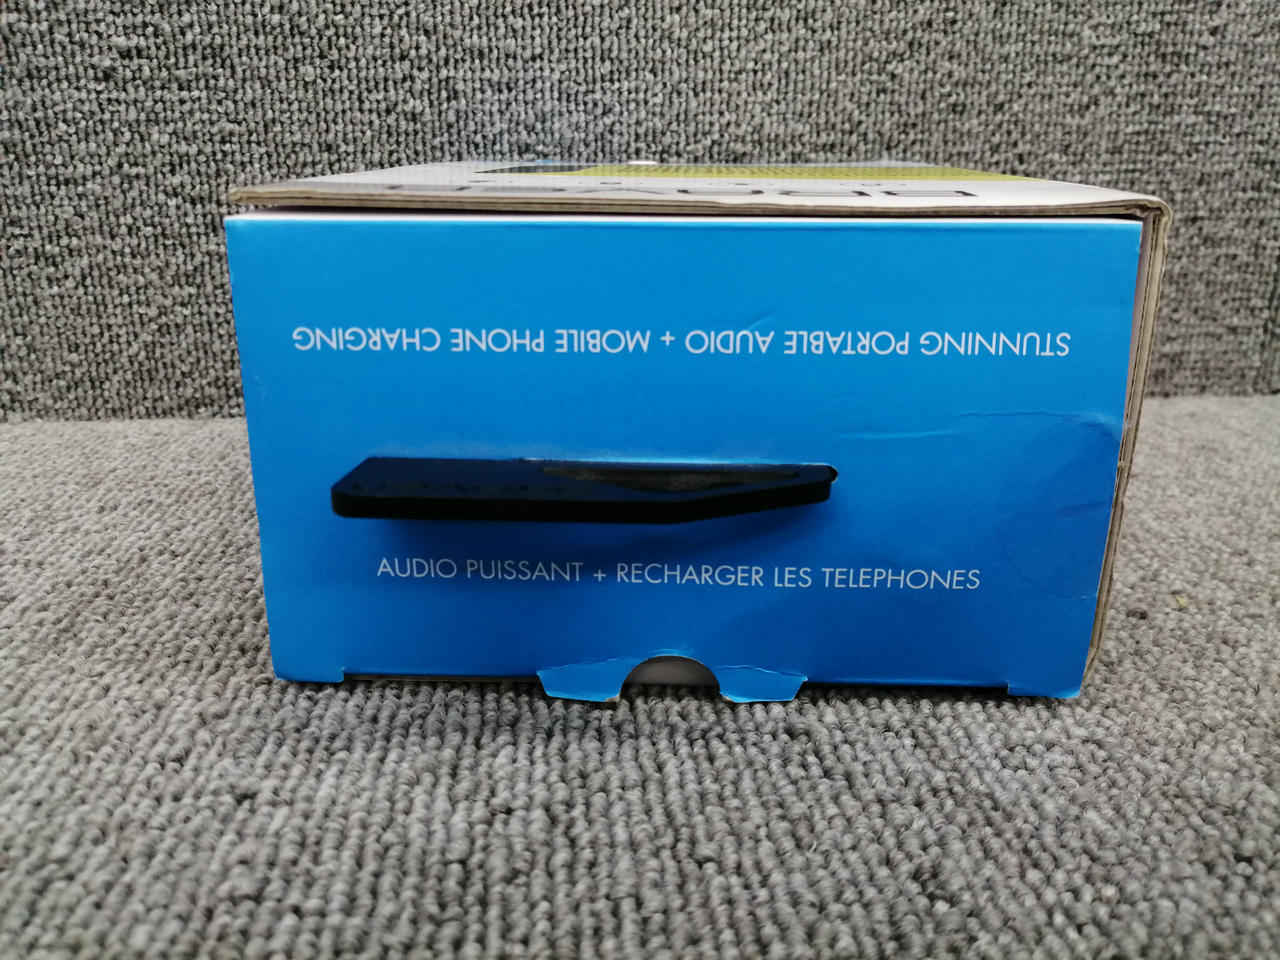 STUNNING PORTABLE AUDIO + MOBILE PHONE CHARGING
AUDIO PUISSANT + RECHARGER LES TELEPHONES